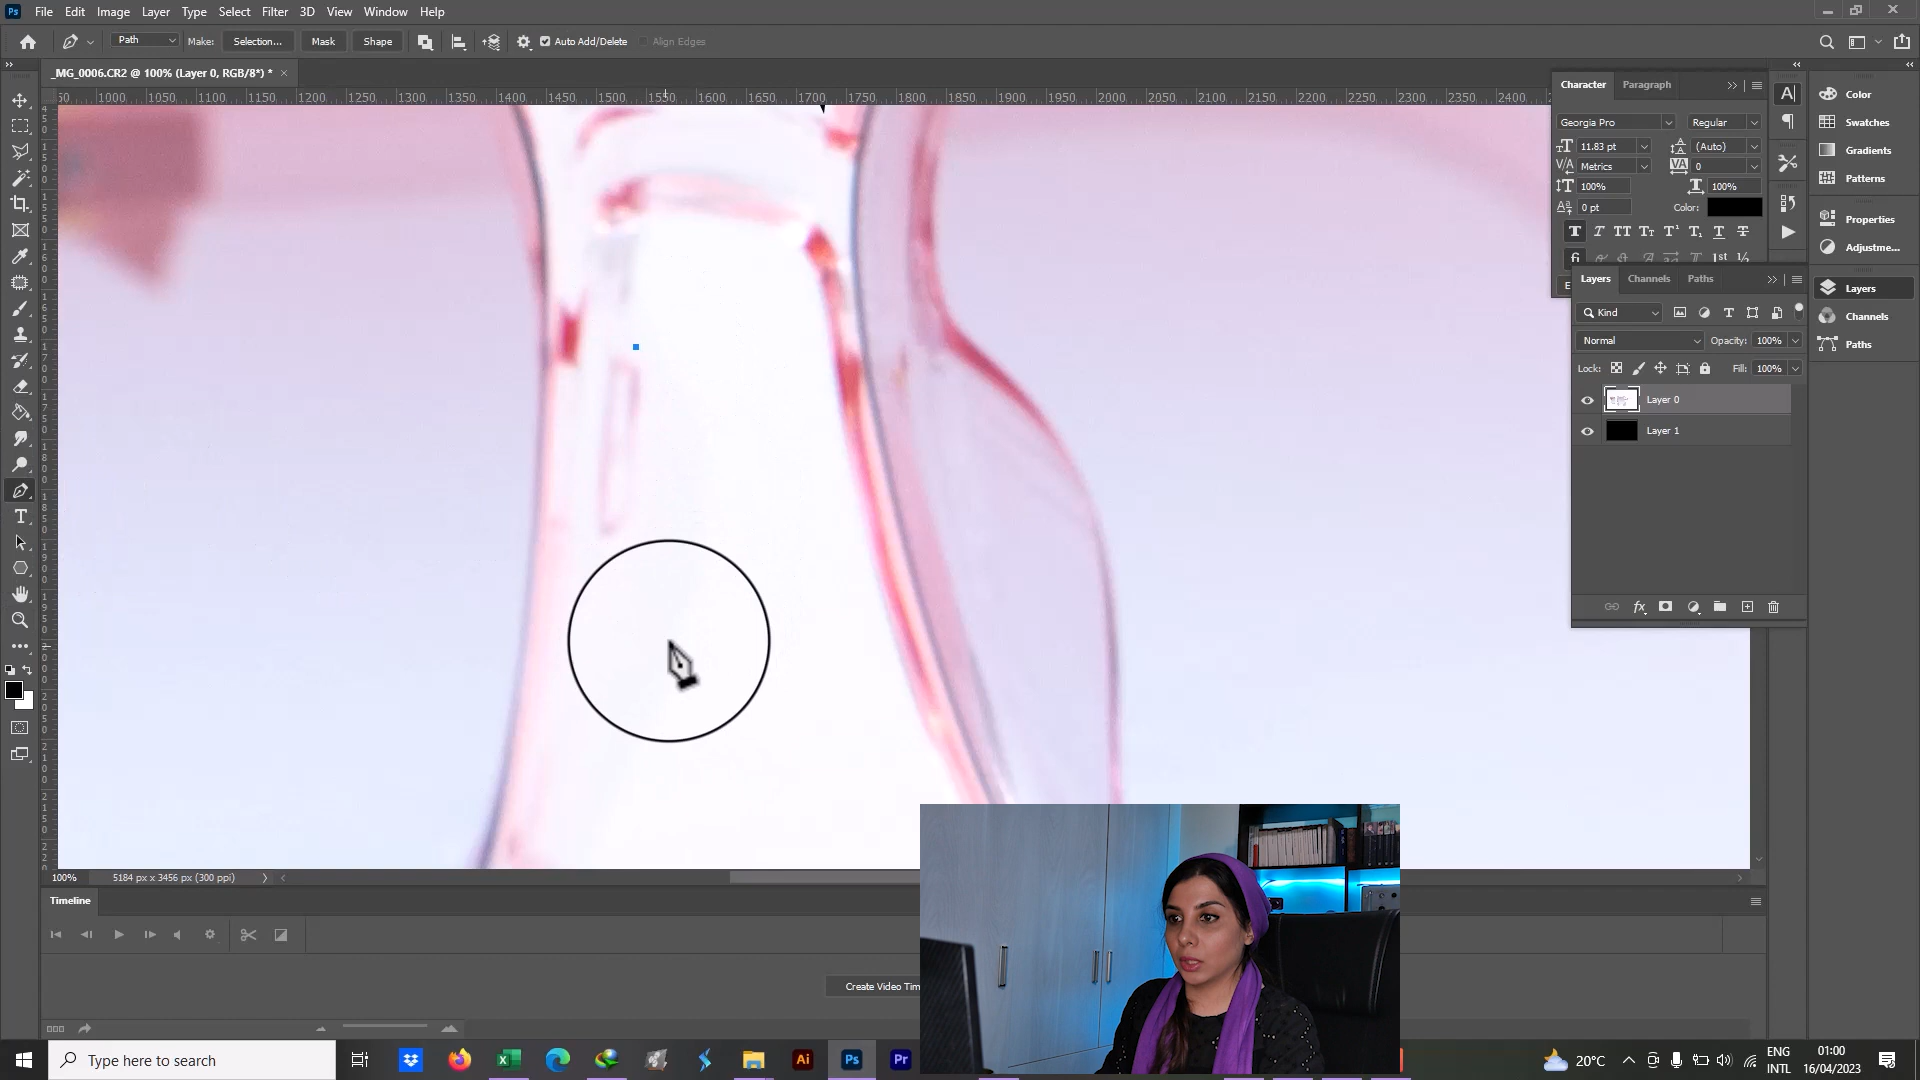 Ps File Edit Image Layer Type Select Filter 3D View Window Help
Path Make: Selection... Mask Shape Auto Add/Delete Align Edges
_MG_0006.CR2 @ 100% (Layer 0, RGB/8*) * ×
50 1000 1050 1100 1150 1200 1250 1300 1350 1400 1450 1500 1550 1600 1650 1700 1750 1800 1850 1900 1950 2000 2050 2100 2150 2200 2250 2300 2350 2400
Character Paragraph
Georgia Pro Regular
11.83 pt (Auto)
Metrics 0
100% 100%
0 pt Color:
Layers Channels Paths
Kind
Normal Opacity: 100%
Lock: Fill: 100%
Layer 0
Layer 1
fx
Color
Swatches
Gradients
Patterns
Properties
Adjustme...
Layers
Channels
Paths
100% 5184 px x 3456 px (300 ppi)
Timeline
Create Video Tim
Type here to search
Ai Ps Pr
20°C ENG INTL
01:00
16/04/2023